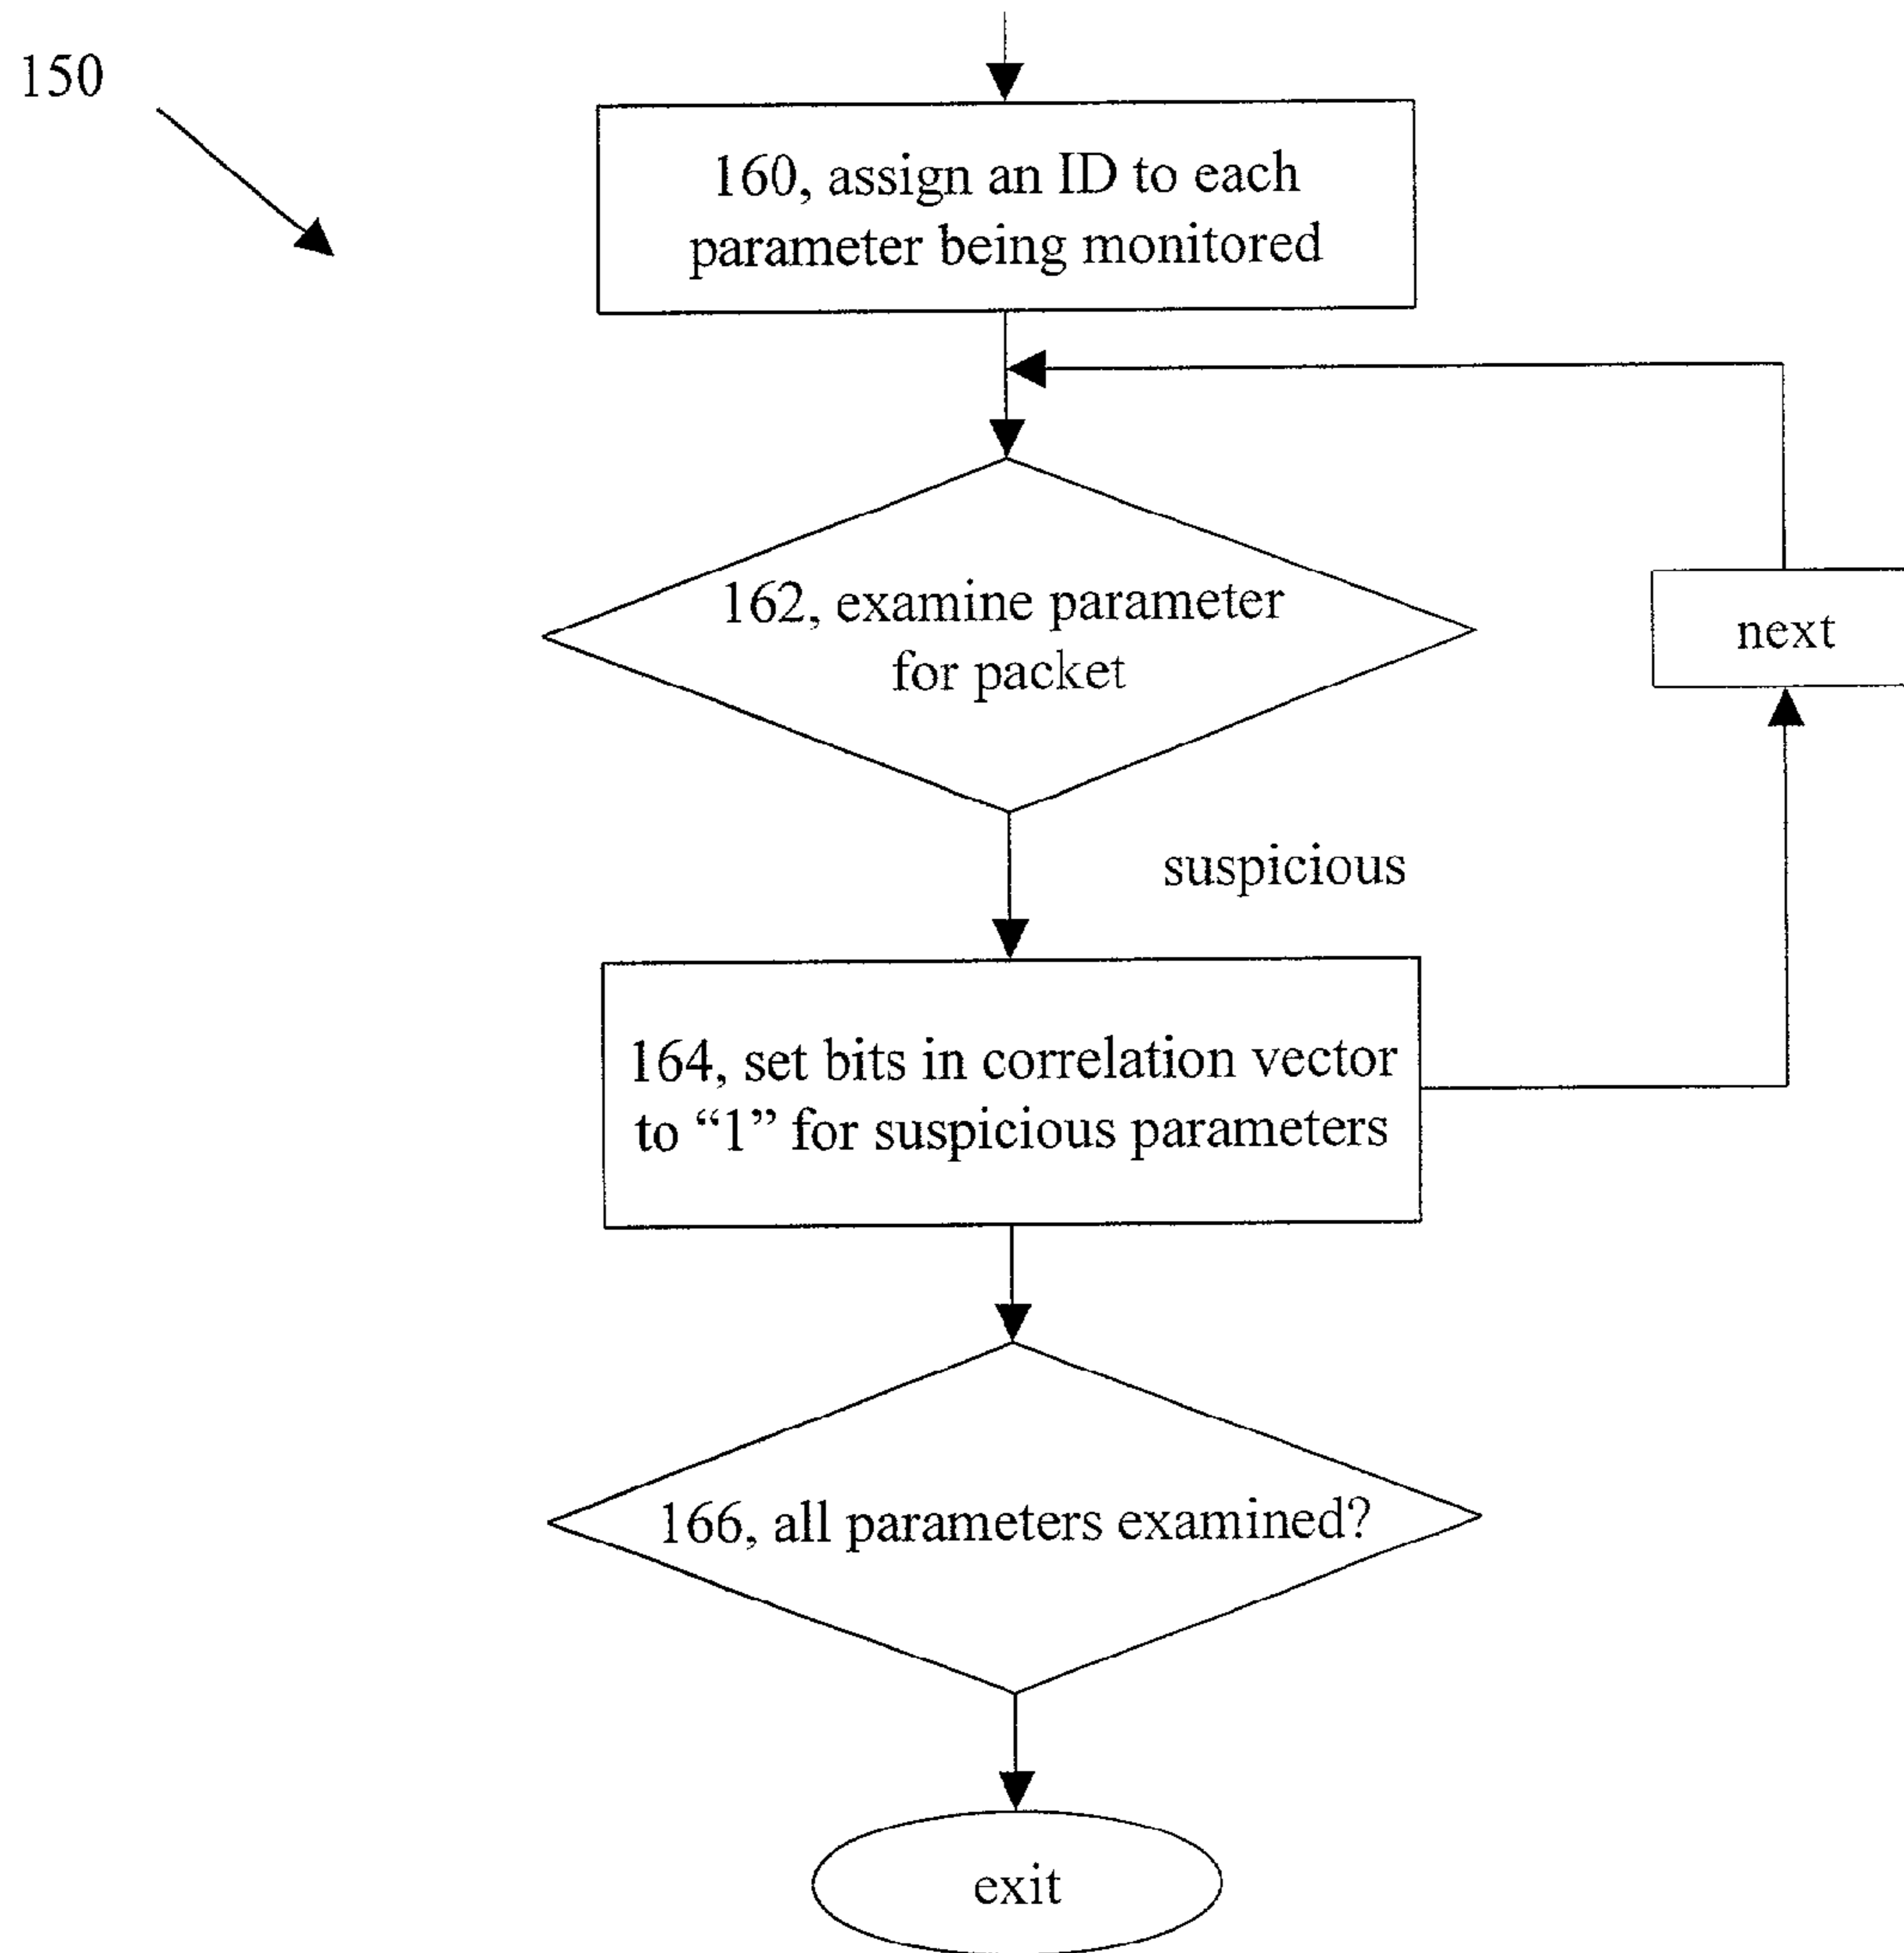 150
160, assign an ID to each
parameter being monitored
162, examine parameter
for packet
next
suspicious
164, set bits in correlation vector
to “1” for suspicious parameters
166, all parameters examined?
exit